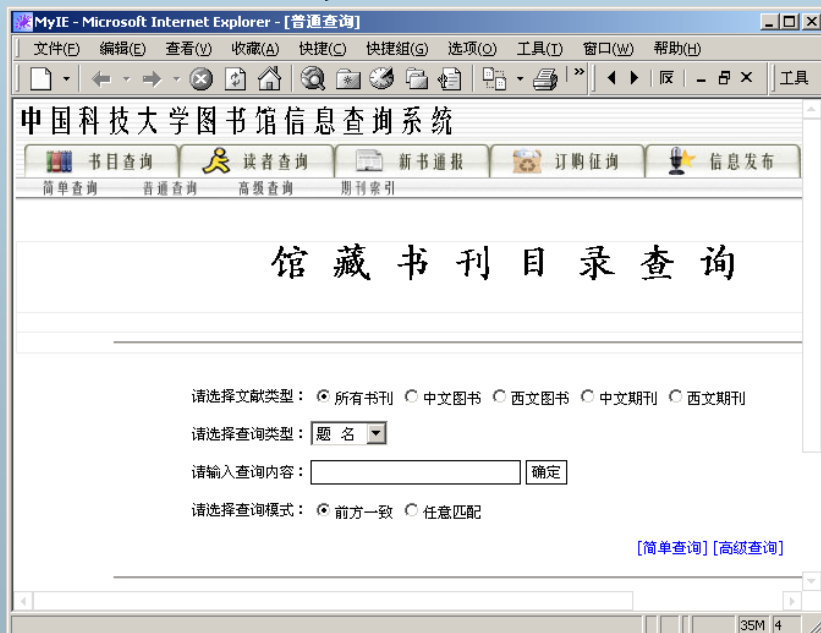 MyIE - Microsoft Internet Explorer - [普通查询]
文件(F) 编辑(E) 查看(V) 收藏(A) 快捷(C) 快捷組(G) 选项(O) 工具(T) 窗口(W) 帮助(H)
» 工具
中国科技大学图书馆信息查询系统
书目查询 读者查询 新书通报 订购征询 信息发布
简单查询 普通查询 高级查询 期刊索引
馆藏书刊目录查询
请选择文献类型： 所有书刊 中文图书 西文图书 中文期刊 西文期刊
请选择查询类型： 题 名
请输入查询内容： 确定
请选择查询模式： 前方一致 任意匹配
[简单查询] [高级查询]
35M 4